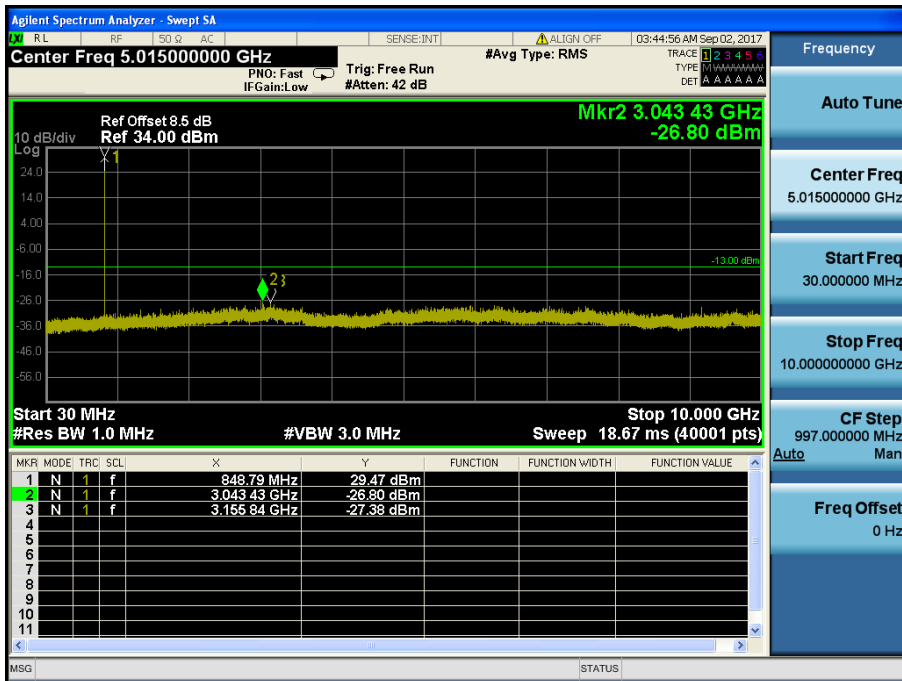 Agilent Spectrum Analyzer - Swept SA
LXI RL RF 50 Ω AC SENSE:INT ALIGN OFF 03:44:56 AM Sep 02, 2017
Center Freq 5.015000000 GHz
PNO: Fast
IFGain:Low
Trig: Free Run
#Atten: 42 dB
#Avg Type: RMS
TRACE 1 2 3 4 5 6
TYPE M WWWWW
DET A A A A A A
Mkr2 3.043 43 GHz
-26.80 dBm
Ref Offset 8.5 dB
10 dB/div Ref 34.00 dBm
Log
1
24.0
14.0
4.00
-6.00
-13.00 dBm
-16.0
2 3
-26.0
-36.0
-46.0
-56.0
Start 30 MHz Stop 10.000 GHz
#Res BW 1.0 MHz #VBW 3.0 MHz Sweep 18.67 ms (40001 pts)
MKR MODE TRC SCL X Y FUNCTION FUNCTION WIDTH FUNCTION VALUE
1 N 1 f 848.79 MHz 29.47 dBm
2 N 1 f 3.043 43 GHz -26.80 dBm
3 N 1 f 3.155 84 GHz -27.38 dBm
4
5
6
7
8
9
10
11
MSG STATUS
Frequency
Auto Tune
Center Freq
5.015000000 GHz
Start Freq
30.000000 MHz
Stop Freq
10.000000000 GHz
CF Step
997.000000 MHz
Auto Man
Freq Offset
0 Hz